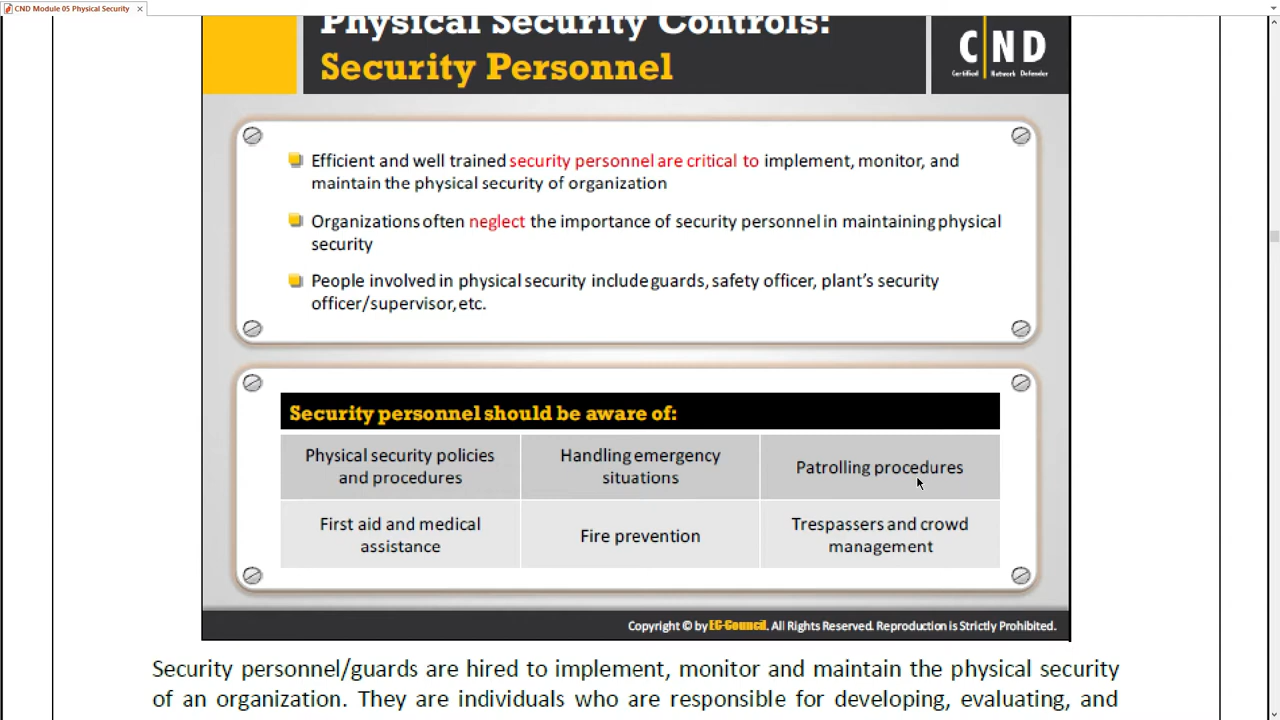 CND Module 05 Physical Security
Physical Security Controls:
Security Personnel
CND
Certified Network Defender
Efficient and well trained security personnel are critical to implement, monitor, and
maintain the physical security of organization
Organizations often neglect the importance of security personnel in maintaining physical
security
People involved in physical security include guards, safety officer, plant’s security
officer/supervisor, etc.
Security personnel should be aware of:
Physical security policies
and procedures
Handling emergency
situations
Patrolling procedures
First aid and medical
assistance
Fire prevention
Trespassers and crowd
management
Copyright © by EC-Council. All Rights Reserved. Reproduction is Strictly Prohibited.
Security personnel/guards are hired to implement, monitor and maintain the physical security
of an organization. They are individuals who are responsible for developing, evaluating, and